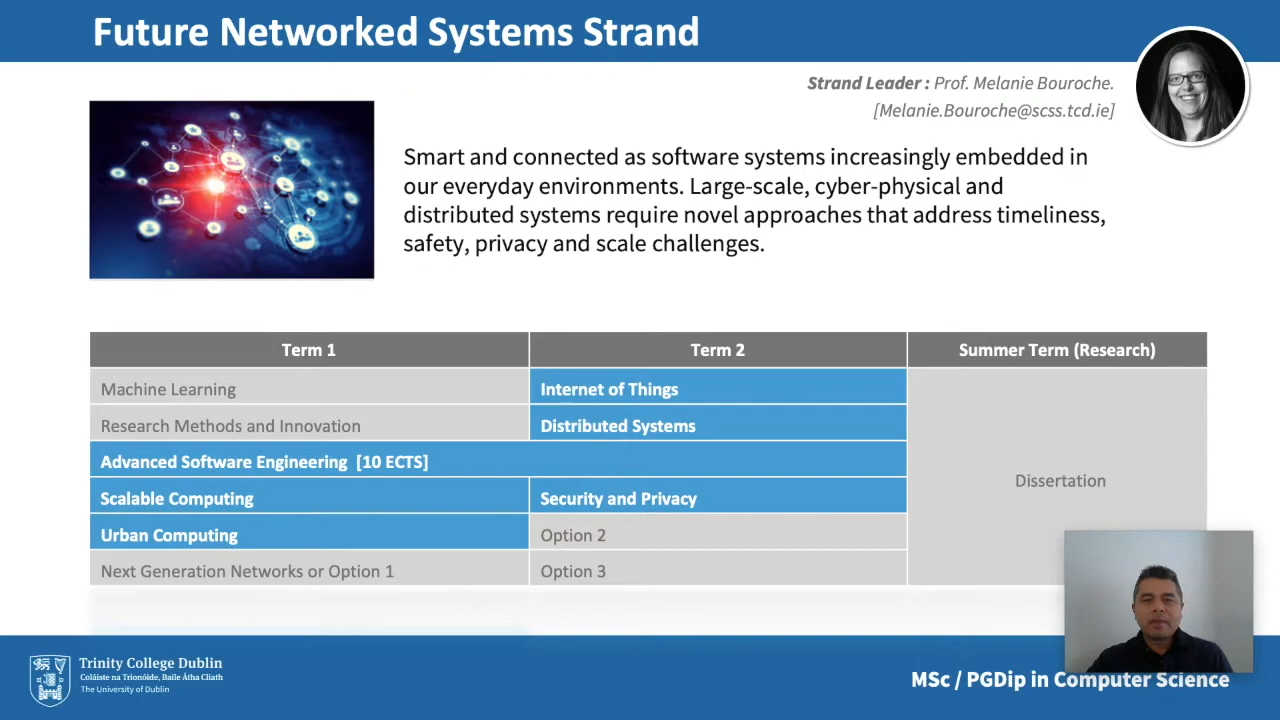 Future Networked Systems Strand
Strand Leader : Prof. Melanie Bouroche.
[Melanie.Bouroche@scss.tcd.ie]
Smart and connected as software systems increasingly embedded in
our everyday environments. Large-scale, cyber-physical and
distributed systems require novel approaches that address timeliness,
safety, privacy and scale challenges.
Term 1 Term 2 Summer Term (Research)
Machine Learning Internet of Things
Research Methods and Innovation Distributed Systems
Advanced Software Engineering [10 ECTS]
Dissertation
Scalable Computing Security and Privacy
Urban Computing Option 2
Next Generation Networks or Option 1 Option 3
Trinity College Dublin
Coláiste na Tríonóide, Baile Átha Cliath
The University of Dublin
MSc / PGDip in Computer Science